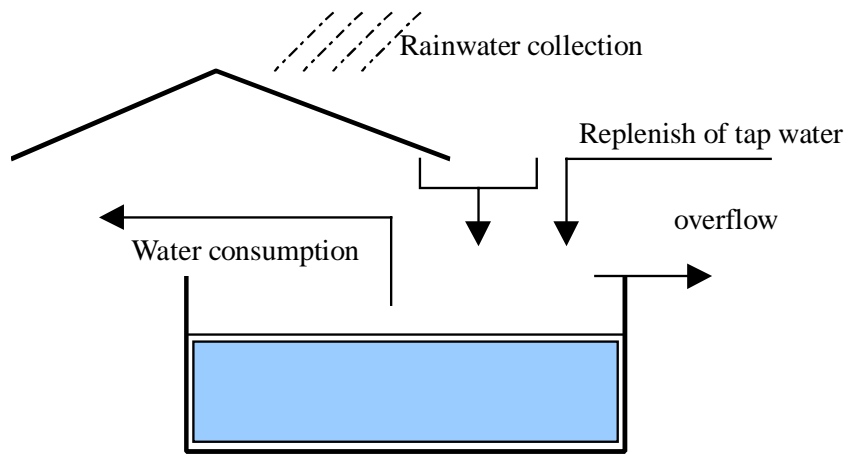 Rainwater collection
Replenish of tap water
overflow
Water consumption